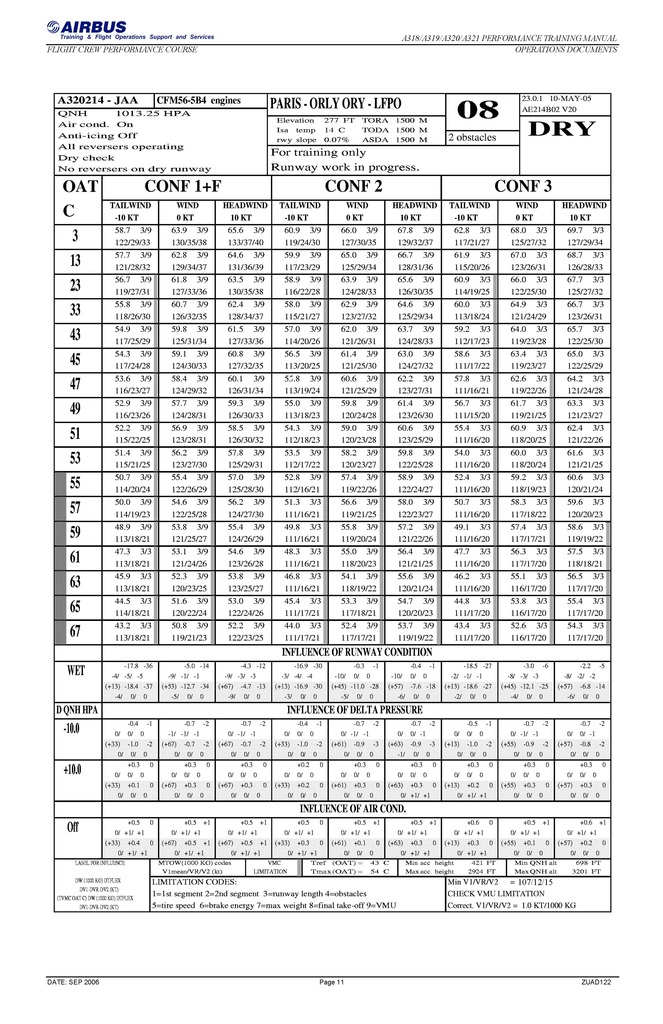 AIRBUS
Training & Flight Operations Support and Services
A318/A319/A320/A321 PERFORMANCE TRAINING MANUAL
FLIGHT CREW PERFORMANCE COURSE OPERATIONS DOCUMENTS
A320214 - JAA CFM56-5B4 engines PARIS - ORLY ORY - LFPO 08 23.0.1 10-MAY-05
AE214B02 V20
QNH 1013.25 HPA
Air cond. On
Anti-icing Off
All reversers operating
Dry check
No reversers on dry runway
Elevation 277 FT TORA 1500 M
Isa temp 14 C TODA 1500 M
rwy slope 0.07% ASDA 1500 M
2 obstacles
DRY
For training only
Runway work in progress.
OAT CONF 1+F CONF 2 CONF 3
C TAILWIND WIND HEADWIND TAILWIND WIND HEADWIND TAILWIND WIND HEADWIND
-10 KT 0 KT 10 KT -10 KT 0 KT 10 KT -10 KT 0 KT 10 KT
3 58.7 3/9 63.9 3/9 65.6 3/9 60.9 3/9 66.0 3/9 67.8 3/9 62.8 3/9 68.0 3/3 69.7 3/3
122/29/33 130/35/38 133/37/40 119/24/30 127/30/35 129/32/37 117/21/27 125/27/32 127/29/34
13 57.7 3/9 62.8 3/9 64.6 3/9 59.9 3/9 65.0 3/9 66.7 3/9 61.9 3/3 67.0 3/3 68.7 3/3
121/28/33 129/34/37 131/36/39 117/23/29 125/29/34 128/31/36 115/20/26 123/26/31 126/28/33
23 56.7 3/9 61.8 3/9 63.5 3/9 58.9 3/9 63.9 3/9 65.6 3/9 60.9 3/3 66.0 3/3 67.7 3/3
119/27/31 127/33/36 130/35/38 116/22/28 124/28/33 126/30/35 114/19/25 122/25/30 125/27/32
33 55.8 3/9 60.7 3/9 62.4 3/9 58.0 3/9 62.9 3/9 64.6 3/9 60.0 3/3 64.9 3/3 66.7 3/3
118/26/30 126/32/35 128/34/37 115/21/27 123/27/32 125/29/34 113/18/24 121/24/29 123/26/31
43 54.9 3/9 59.8 3/9 61.5 3/9 57.0 3/9 62.0 3/9 63.7 3/9 59.2 3/3 64.0 3/3 65.7 3/3
117/25/29 125/31/34 127/33/36 114/20/26 121/26/31 124/28/33 112/17/23 119/23/28 122/25/30
45 54.3 3/9 59.1 3/9 60.8 3/9 56.5 3/9 61.4 3/9 63.0 3/9 58.6 3/3 63.4 3/3 65.0 3/3
117/24/28 124/30/33 127/32/35 113/20/25 121/25/30 124/27/32 111/17/22 119/23/27 122/25/29
47 53.6 3/9 58.4 3/9 60.1 3/9 55.8 3/9 60.6 3/9 62.2 3/9 57.8 3/3 62.6 3/3 64.2 3/3
116/23/27 124/29/32 126/31/34 113/19/24 121/25/29 123/27/31 111/16/21 119/22/26 121/24/28
49 52.9 3/9 57.7 3/9 59.3 3/9 55.0 3/9 59.8 3/9 61.4 3/9 56.7 3/3 61.7 3/3 63.3 3/3
116/23/26 124/28/31 126/30/33 113/18/23 120/24/28 123/26/30 111/15/20 119/21/25 121/23/27
51 52.2 3/9 56.9 3/9 58.5 3/9 54.3 3/9 59.0 3/9 60.6 3/9 55.4 3/3 60.9 3/3 62.4 3/3
115/22/25 123/28/31 126/30/32 112/18/23 120/23/28 123/25/29 111/16/20 118/20/25 121/22/26
53 51.4 3/9 56.2 3/9 57.8 3/9 53.5 3/9 58.2 3/9 59.8 3/9 54.0 3/3 60.0 3/3 61.6 3/3
115/21/25 123/27/30 125/29/31 112/17/22 120/23/27 122/25/28 111/16/20 118/20/24 121/21/25
55 50.7 3/9 55.4 3/9 57.0 3/9 52.8 3/9 57.4 3/9 58.9 3/9 52.4 3/3 59.2 3/3 60.6 3/3
114/20/24 122/26/29 125/28/30 112/16/21 119/22/26 122/24/27 111/16/20 118/19/23 120/21/24
57 50.0 3/9 54.6 3/9 56.2 3/9 51.3 3/3 56.6 3/9 58.0 3/9 50.7 3/3 58.3 3/3 59.6 3/3
114/19/23 122/25/28 124/27/30 111/16/21 119/21/25 122/23/27 111/16/20 117/18/22 120/20/23
59 48.9 3/9 53.8 3/9 55.4 3/9 49.8 3/3 55.8 3/9 57.2 3/9 49.1 3/3 57.4 3/3 58.6 3/3
113/18/21 121/25/27 124/26/29 111/16/21 119/20/24 121/22/26 111/16/20 117/17/21 119/19/22
61 47.3 3/3 53.1 3/9 54.6 3/9 48.3 3/3 55.0 3/9 56.4 3/9 47.7 3/3 56.3 3/3 57.5 3/3
113/18/21 121/24/26 123/26/28 111/16/21 118/20/23 121/21/25 111/16/20 117/17/20 118/18/21
63 45.9 3/3 52.3 3/9 53.8 3/9 46.8 3/3 54.1 3/9 55.6 3/9 46.2 3/3 55.1 3/3 56.5 3/3
113/18/21 120/23/25 123/25/27 111/16/21 118/19/22 120/21/24 111/16/20 116/17/20 117/17/20
65 44.5 3/3 51.6 3/9 53.0 3/9 45.4 3/3 53.3 3/9 54.7 3/9 44.8 3/3 53.8 3/3 55.4 3/3
114/18/21 120/22/24 122/24/26 111/17/21 117/18/21 120/20/23 111/17/20 116/17/20 117/17/20
67 43.2 3/3 50.8 3/9 52.2 3/9 44.0 3/3 52.4 3/9 53.7 3/9 43.4 3/3 52.6 3/3 54.3 3/3
113/18/21 119/21/23 122/23/25 111/17/21 117/17/21 119/19/22 111/17/20 117/17/20 117/17/20
INFLUENCE OF RUNWAY CONDITION
WET -17.8 -36 -5.0 -14 -4.3 -12 -16.9 -30 -0.3 -1 -0.4 -1 -18.5 -27 -3.0 -6 -2.2 -5
-4/ -5/ -5 -9/ -1/ -1 -9/ -3/ -3 -3/ -4/ -4 -10/ 0/ 0 -10/ 0/ 0 -2/ -1/ -1 -8/ -3/ -3 -8/ -2/ -2
(+13) -18.4 -37 (+53) -12.7 -34 (+67) -4.7 -13 (+13) -16.9 -30 (+45) -11.0 -28 (+57) -7.6 -18 (+13) -18.6 -27 (+45) -12.1 -25 (+57) -6.8 -14
-4/ 0/ 0 -5/ 0/ 0 -9/ 0/ 0 -3/ 0/ 0 -5/ 0/ 0 -6/ 0/ 0 -2/ 0/ 0 -4/ 0/ 0 -6/ 0/ 0
D QNH HPA INFLUENCE OF DELTA PRESSURE
-10.0 -0.4 -1 -0.7 -2 -0.7 -2 -0.4 -1 -0.7 -2 -0.7 -2 -0.5 -1 -0.7 -2 -0.7 -2
0/ 0/ 0 -1/ -1/ -1 0/ -1/ -1 0/ 0/ 0 0/ 0/ 0 0/ 0/ 0 0/ -1/ -1 0/ 0/ 0 0/ 0/ 0
(+33) -1.0 -2 (+67) -0.7 -2 (+67) -0.7 -2 (+33) -1.0 -2 (+61) -0.9 -3 (+63) -0.9 -3 (+13) -1.0 -2 (+55) -0.9 -2 (+57) -0.8 -2
0/ 0/ 0 0/ 0/ 0 0/ 0/ 0 0/ 0/ 0 0/ 0/ 0 -1/ 0/ 0 0/ 0/ 0 0/ 0/ 0 0/ 0/ 0
+10.0 +0.3 0 +0.3 0 +0.3 0 +0.2 0 +0.3 0 +0.3 0 +0.3 0 +0.3 0 +0.3 0
0/ 0/ 0 0/ 0/ 0 0/ 0/ 0 0/ 0/ 0 0/ 0/ 0 0/ 0/ 0 0/ +1/ +1 0/ 0/ 0 0/ 0/ 0
(+33) +0.1 0 (+67) +0.3 0 (+67) +0.3 0 (+33) +0.2 0 (+61) +0.3 0 (+63) +0.3 0 (+13) +0.2 0 (+55) +0.3 0 (+57) +0.3 0
0/ 0/ 0 0/ 0/ 0 0/ 0/ 0 0/ 0/ 0 0/ 0/ 0 0/ +1/ +1 0/ +1/ +1 0/ 0/ 0 0/ 0/ 0
INFLUENCE OF AIR COND.
Off +0.5 0 +0.5 +1 +0.5 +1 +0.5 0 +0.5 +1 +0.5 +1 +0.6 0 +0.5 +1 +0.6 +1
0/ +1/ +1 0/ +1/ +1 0/ +1/ +1 0/ +1/ +1 0/ +1/ +1 0/ +1/ +1 0/ +1/ +1 0/ +1/ +1 0/ +1/ +1
(+33) +0.4 0 (+67) +0.5 +1 (+67) +0.5 +1 (+33) +0.3 0 (+61) +0.1 0 (+63) +0.3 0 (+13) +0.3 0 (+55) +0.1 0 (+57) +0.2 0
0/ +1/ +1 0/ +1/ +1 0/ +1/ +1 0/ +1/ +1 0/ 0/ 0 0/ +1/ +1 0/ +1/ +1 0/ 0/ 0 0/ 0/ 0
LABEL FOR INFLUENCE MTOW(1000 KG) codes VMC Tref (OAT) = 43 C Min acc height 421 FT Min QNH alt 698 FT
V1mean/VR/V2 (kt) LIMITATION Tmax(OAT) = 54 C Max acc height 2924 FT Max QNH alt 3201 FT
DW (1000 KG) DTFLEX
DV1-DVR-DV2 (KT)
(TVMC OAT C) DW (1000 KG) DTFLEX
DV1-DVR-DV2 (KT)
LIMITATION CODES: Min V1/VR/V2 = 107/12/15
1=1st segment 2=2nd segment 3=runway length 4=obstacles CHECK VMU LIMITATION
5=tire speed 6=brake energy 7=max weight 8=final take-off 9=VMU Correct. V1/VR/V2 = 1.0 KT/1000 KG
DATE: SEP 2006 Page 11 ZUAD122